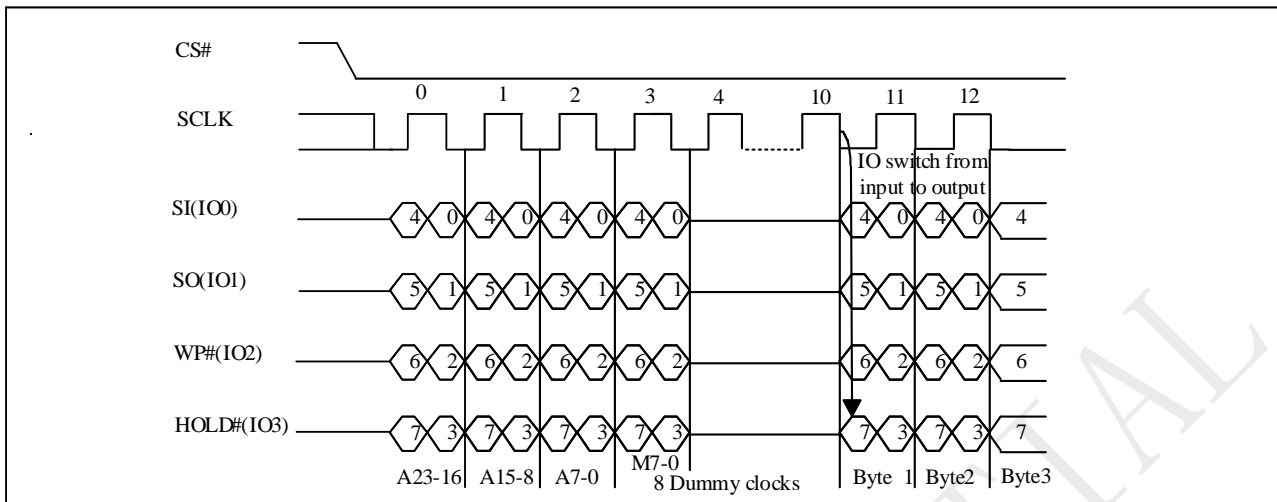 CS#
0 1 2 3 4 10 11 12
SCLK
IO switch from
input to output
SI(IO0) 4 0 4 0 4 0 4 0 4 0 4 0 4
SO(IO1) 5 1 5 1 5 1 5 1 5 1 5 1 5
WP#(IO2) 6 2 6 2 6 2 6 2 6 2 6 2 6
HOLD#(IO3) 7 3 7 3 7 3 7 3 7 3 7 3 7
A23-16 A15-8 A7-0 M7-0 8 Dummy clocks Byte 1 Byte2 Byte3